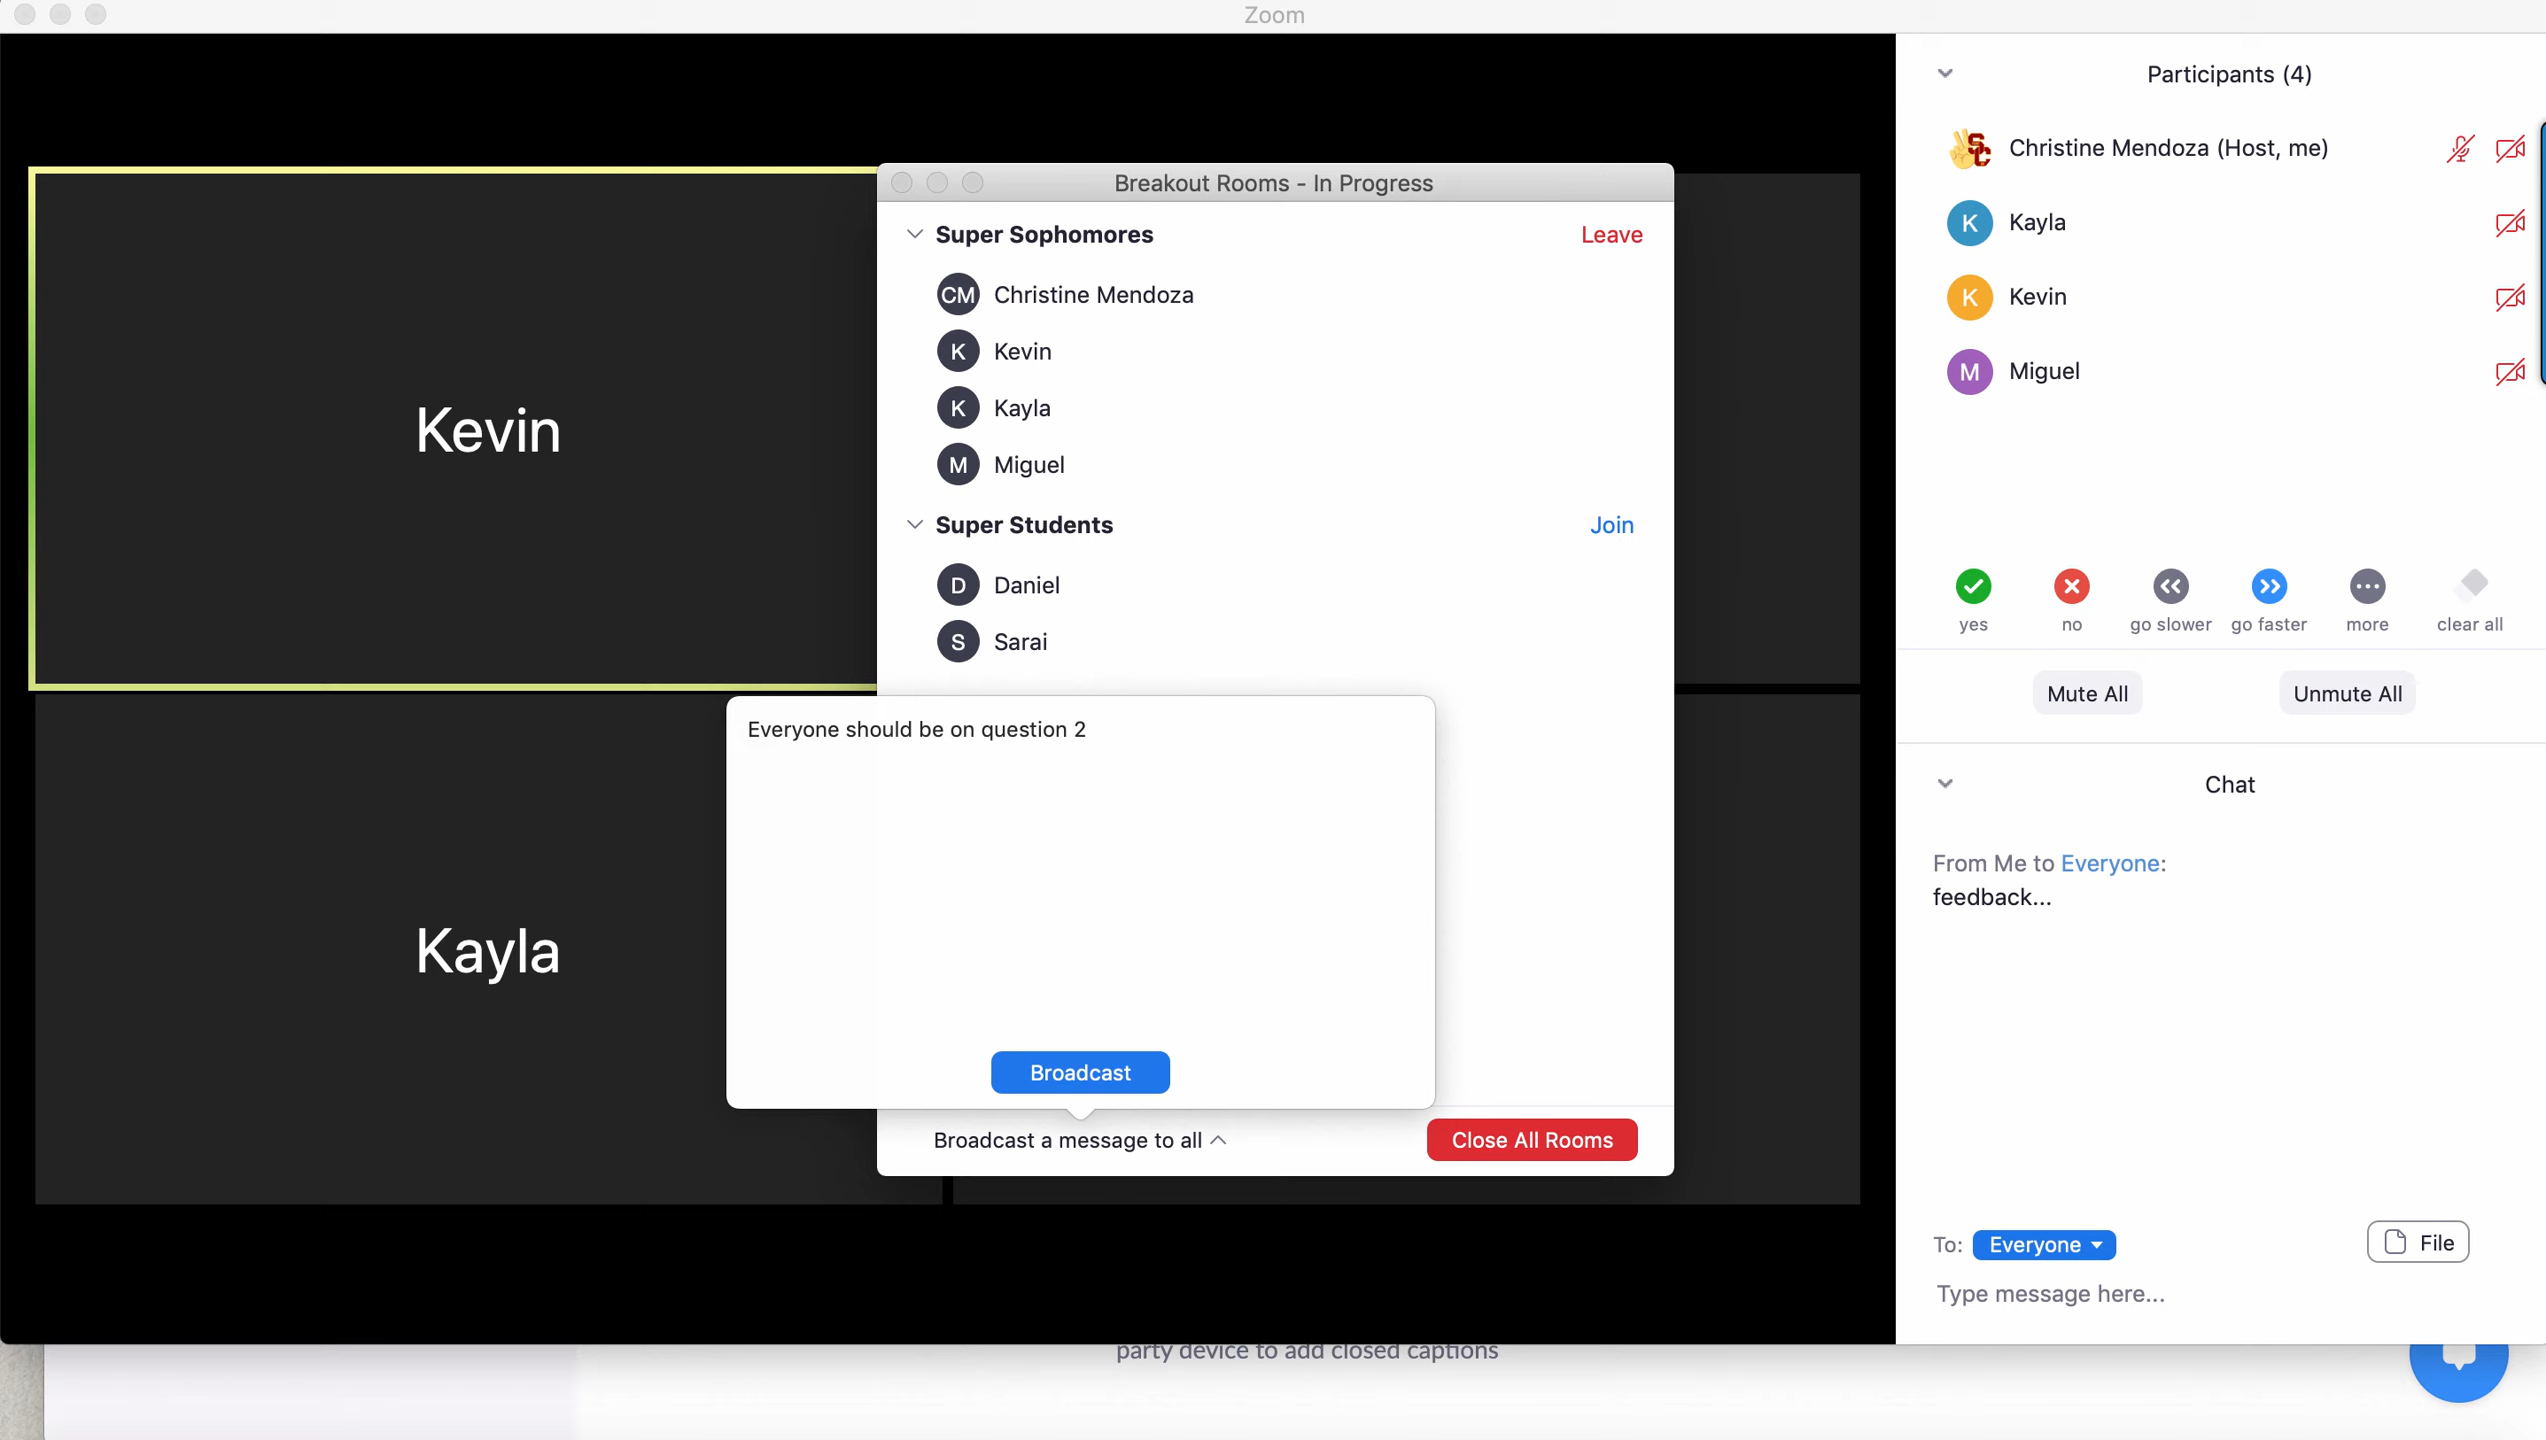 Zoom
Kevin
Kayla
Breakout Rooms - In Progress
Super Sophomores
Leave
CM Christine Mendoza
K Kevin
K Kayla
M Miguel
Super Students
Join
D Daniel
S Sarai
Everyone should be on question 2
Broadcast
Broadcast a message to all
Close All Rooms
Participants (4)
SC Christine Mendoza (Host, me)
K Kayla
K Kevin
M Miguel
yes
no
go slower
go faster
more
clear all
Mute All
Unmute All
Chat
From Me to Everyone:
feedback...
To: Everyone
File
Type message here...
party device to add closed captions